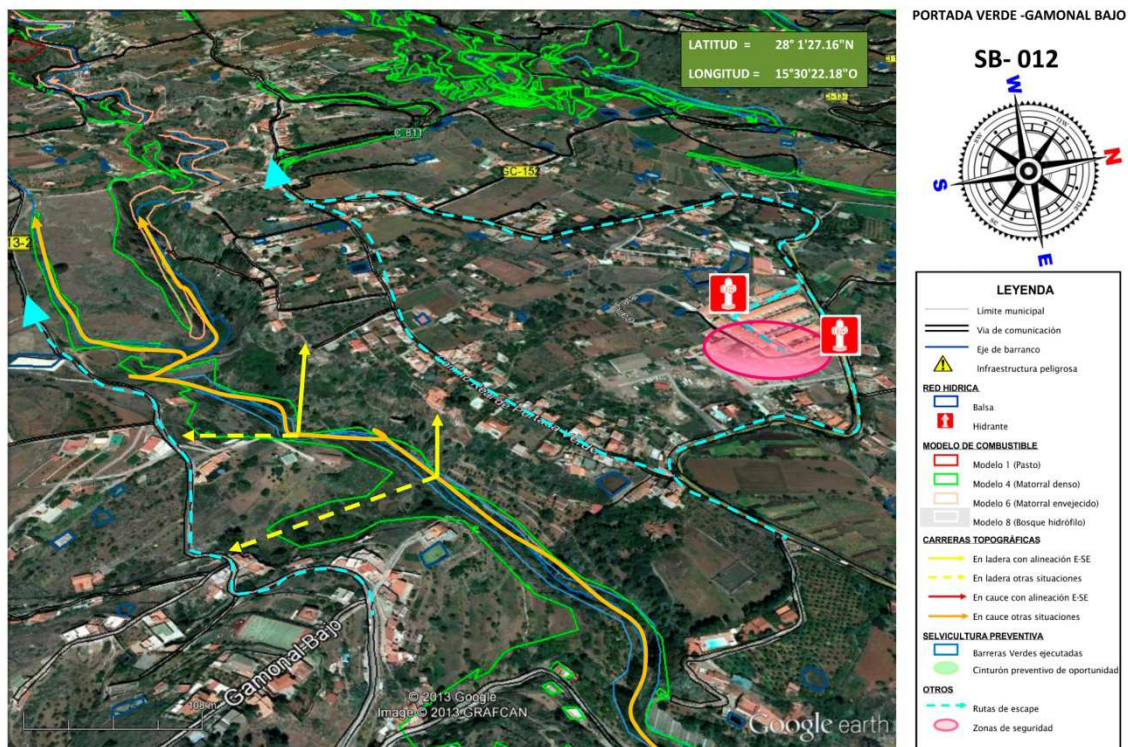 PORTADA VERDE -GAMONAL BAJO
SB- 012
LATITUD = 28° 1'27.16"N
LONGITUD = 15°30'22.18"O
W
N
S
E
C 811
GC-152
13-2
Gamonal-Bajo
108 m
© 2013 Google
Image © 2013 GRAFCAN
Google earth
LEYENDA
Límite municipal
Via de comunicación
Eje de barranco
Infraestructura peligrosa
RED HIDRICA
Balsa
Hidrante
MODELO DE COMBUSTIBLE
Modelo 1 (Pasto)
Modelo 4 (Matorral denso)
Modelo 6 (Matorral envejecido)
Modelo 8 (Bosque hidrófilo)
CARRERAS TOPOGRÁFICAS
En ladera con alineación E-SE
En ladera otras situaciones
En cauce con alineación E-SE
En cauce otras situaciones
SELVICULTURA PREVENTIVA
Barreras Verdes ejecutadas
Cinturón preventivo de oportunidad
OTROS
Rutas de escape
Zonas de seguridad